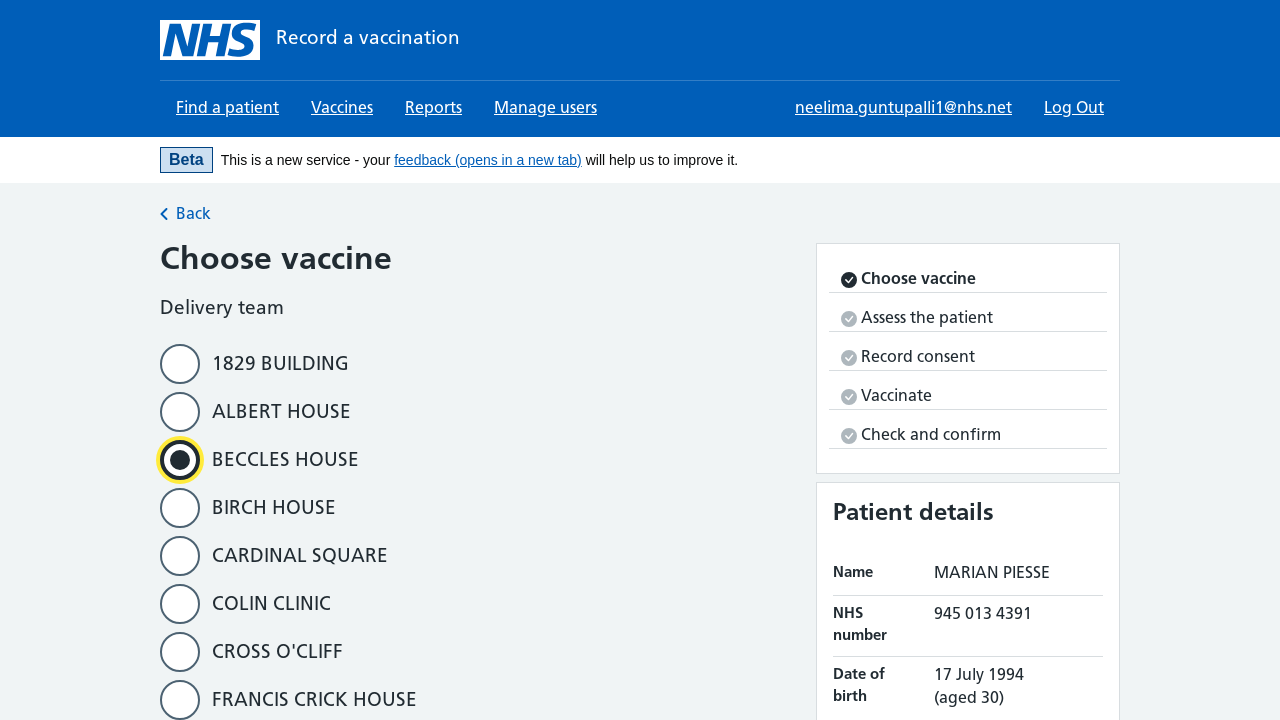 NHS Record a vaccination
Find a patient Vaccines Reports Manage users neelima.guntupalli1@nhs.net Log Out
Beta This is a new service - your feedback (opens in a new tab) will help us to improve it.
Back
Choose vaccine
Delivery team
1829 BUILDING
ALBERT HOUSE
BECCLES HOUSE
BIRCH HOUSE
CARDINAL SQUARE
COLIN CLINIC
CROSS O'CLIFF
FRANCIS CRICK HOUSE
Choose vaccine
Assess the patient
Record consent
Vaccinate
Check and confirm
Patient details
Name MARIAN PIESSE
NHS number 945 013 4391
Date of birth 17 July 1994
(aged 30)